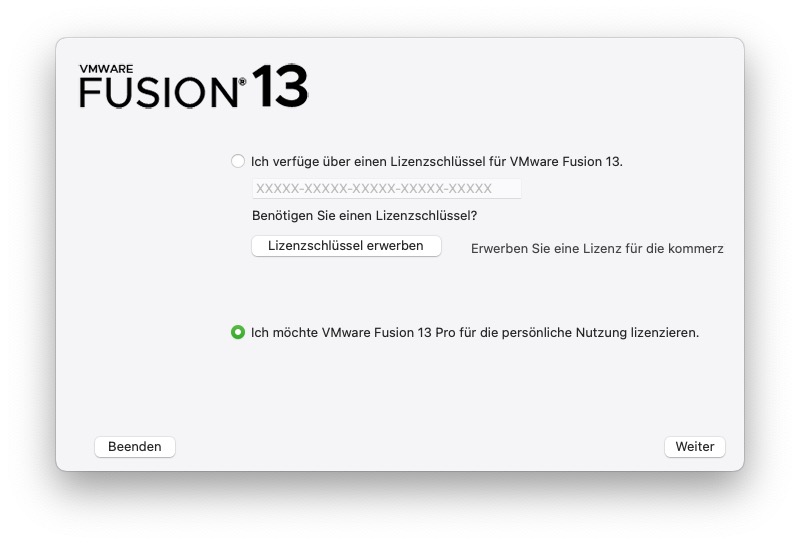 VMWARE
FUSION® 13
Ich verfüge über einen Lizenzschlüssel für VMware Fusion 13.
XXXXX-XXXXX-XXXXX-XXXXX-XXXXX
Benötigen Sie einen Lizenzschlüssel?
Lizenzschlüssel erwerben
Erwerben Sie eine Lizenz für die kommerz
Ich möchte VMware Fusion 13 Pro für die persönliche Nutzung lizenzieren.
Beenden
Weiter